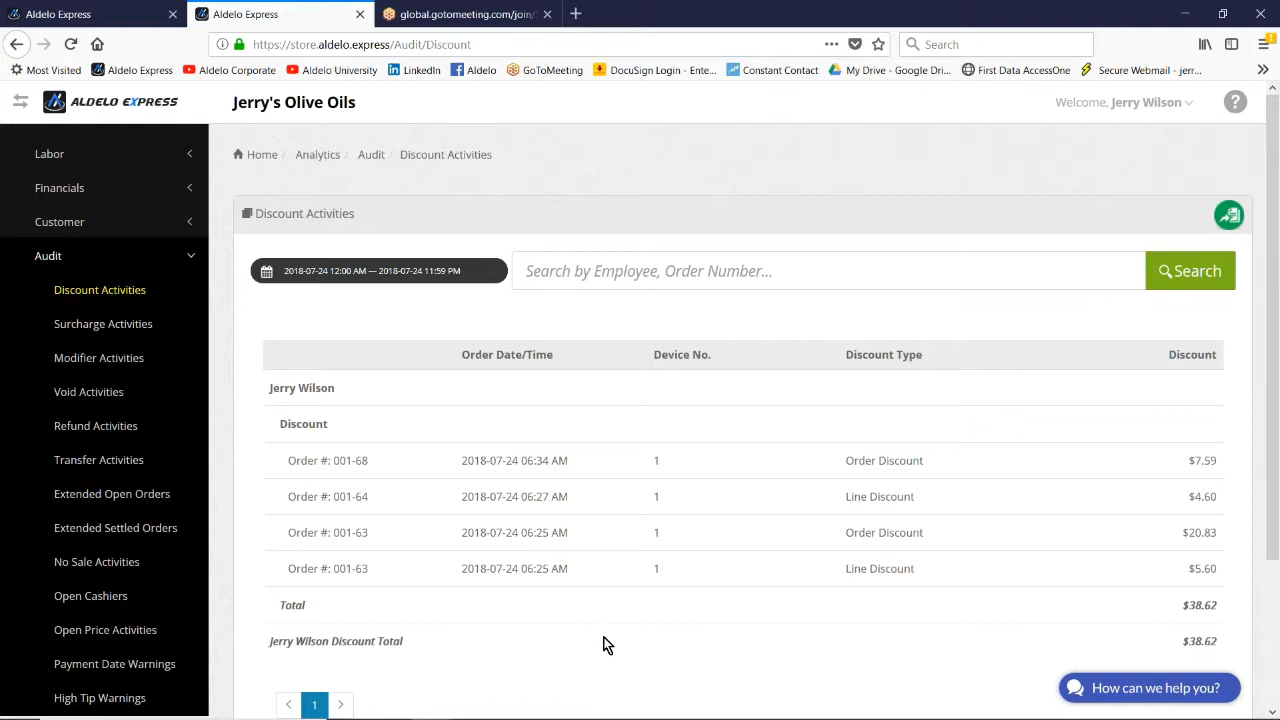 Aldelo Express
Aldelo Express
global.gotomeeting.com/join/
https://store.aldelo.express/Audit/Discount
Search
Most Visited Aldelo Express Aldelo Corporate Aldelo University LinkedIn Aldelo GoToMeeting DocuSign Login - Ente... Constant Contact My Drive - Google Dri... First Data AccessOne Secure Webmail - jerr...
ALDELO EXPRESS
Jerry's Olive Oils
Welcome, Jerry Wilson
?
Labor
Financials
Customer
Audit
Discount Activities
Surcharge Activities
Modifier Activities
Void Activities
Refund Activities
Transfer Activities
Extended Open Orders
Extended Settled Orders
No Sale Activities
Open Cashiers
Open Price Activities
Payment Date Warnings
High Tip Warnings
Home / Analytics / Audit / Discount Activities
Discount Activities
2018-07-24 12:00 AM — 2018-07-24 11:59 PM
Search by Employee, Order Number...
Search
Order Date/Time Device No. Discount Type Discount
Jerry Wilson
Discount
Order #: 001-68 2018-07-24 06:34 AM 1 Order Discount $7.59
Order #: 001-64 2018-07-24 06:27 AM 1 Line Discount $4.60
Order #: 001-63 2018-07-24 06:25 AM 1 Order Discount $20.83
Order #: 001-63 2018-07-24 06:25 AM 1 Line Discount $5.60
Total $38.62
Jerry Wilson Discount Total $38.62
< 1 >
How can we help you?